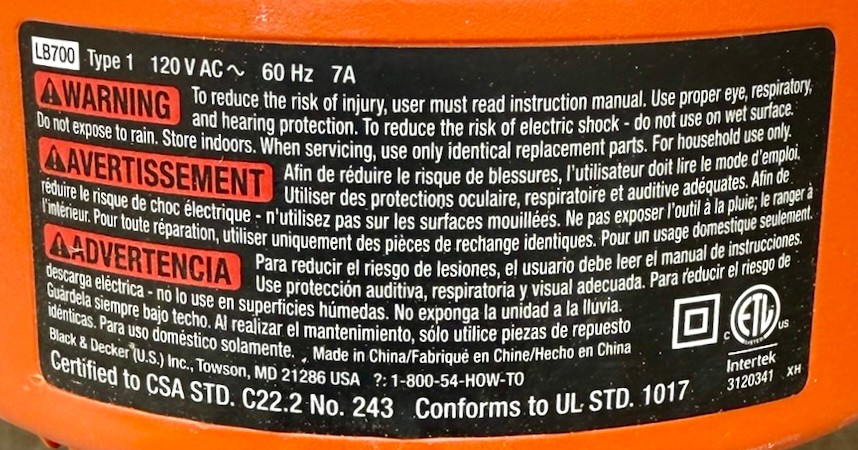 LB700 Type 1 120 V AC ~ 60 Hz 7A
WARNING To reduce the risk of injury, user must read instruction manual. Use proper eye, respiratory,
and hearing protection. To reduce the risk of electric shock - do not use on wet surface.
Do not expose to rain. Store indoors. When servicing, use only identical replacement parts. For household use only.
AVERTISSEMENT Afin de réduire le risque de blessures, l'utilisateur doit lire le mode d'emploi.
Utiliser des protections oculaire, respiratoire et auditive adéquates. Afin de
réduire le risque de choc électrique - n'utilisez pas sur les surfaces mouillées. Ne pas exposer l'outil à la pluie; le ranger à
l'intérieur. Pour toute réparation, utiliser uniquement des pièces de rechange identiques. Pour un usage domestique seulement.
ADVERTENCIA Para reducir el riesgo de lesiones, el usuario debe leer el manual de instrucciones.
Use protección auditiva, respiratoria y visual adecuada. Para reducir el riesgo de
descarga eléctrica - no lo use en superficies húmedas. No exponga la unidad a la lluvia.
Guárdela siempre bajo techo. Al realizar el mantenimiento, sólo utilice piezas de repuesto
idénticas. Para uso doméstico solamente. Made in China/Fabriqué en Chine/Hecho en China
Black & Decker (U.S.) Inc., Towson, MD 21286 USA ?: 1-800-54-HOW-TO
Certified to CSA STD. C22.2 No. 243 Conforms to UL STD. 1017
C ETL US
LISTED
Intertek
3120341 XH